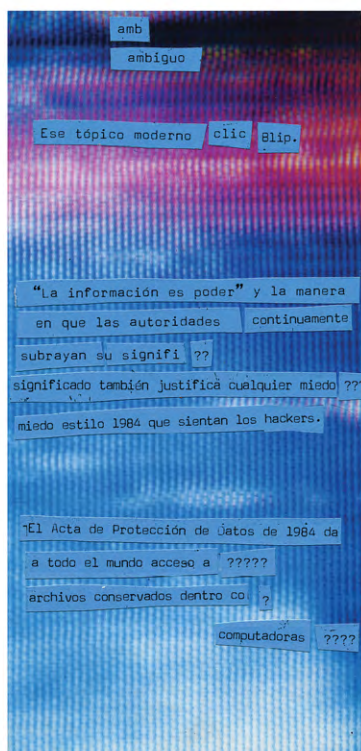 amb
ambiguo
Ese tópico moderno clic Blip.
“La información es poder” y la manera
en que las autoridades continuamente
subrayan su signifi ??
significado también justifica cualquier miedo ???
miedo estilo 1984 que sientan los hackers.
El Acta de Protección de Datos de 1984 da
a todo el mundo acceso a ?????
archivos conservados dentro co ?
computadoras ????